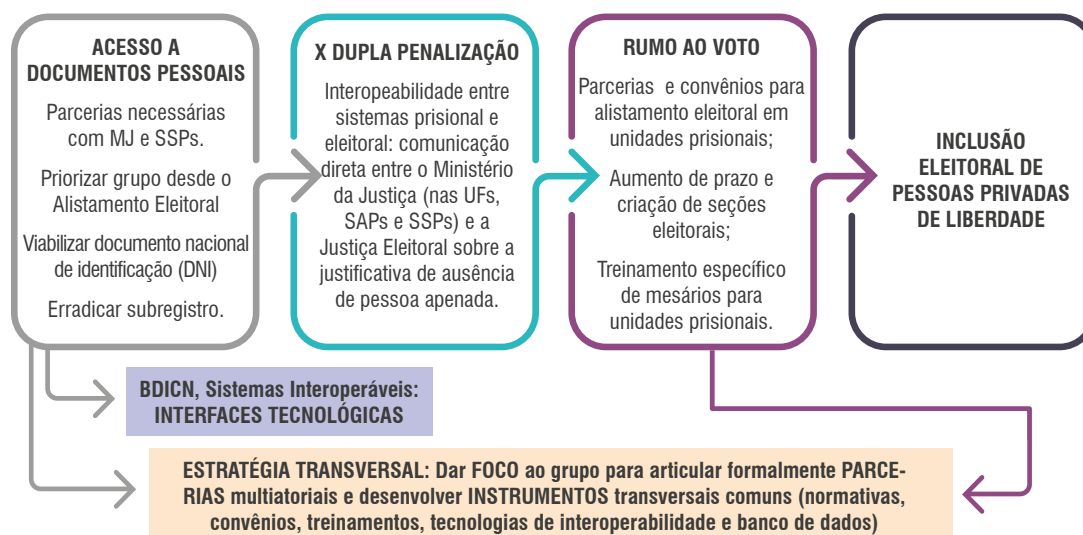 ACESSO A
DOCUMENTOS PESSOAIS
Parcerias necessárias
com MJ e SSPs.
Priorizar grupo desde o
Alistamento Eleitoral
Viabilizar documento nacional
de identificação (DNI)
Erradicar subregistro.
X DUPLA PENALIZAÇÃO
Interopeabilidade entre
sistemas prisional e
eleitoral: comunicação
direta entre o Ministério
da Justiça (nas UFs,
SAPs e SSPs) e a
Justiça Eleitoral sobre a
justificativa de ausência
de pessoa apenada.
RUMO AO VOTO
Parcerias e convênios para
alistamento eleitoral em
unidades prisionais;
Aumento de prazo e
criação de seções
eleitorais;
Treinamento específico
de mesários para
unidades prisionais.
INCLUSÃO
ELEITORAL DE
PESSOAS PRIVADAS
DE LIBERDADE
BDICN, Sistemas Interoperáveis:
INTERFACES TECNOLÓGICAS
ESTRATÉGIA TRANSVERSAL: Dar FOCO ao grupo para articular formalmente PARCE-
RIAS multiatoriais e desenvolver INSTRUMENTOS transversais comuns (normativas,
convênios, treinamentos, tecnologias de interoperabilidade e banco de dados)